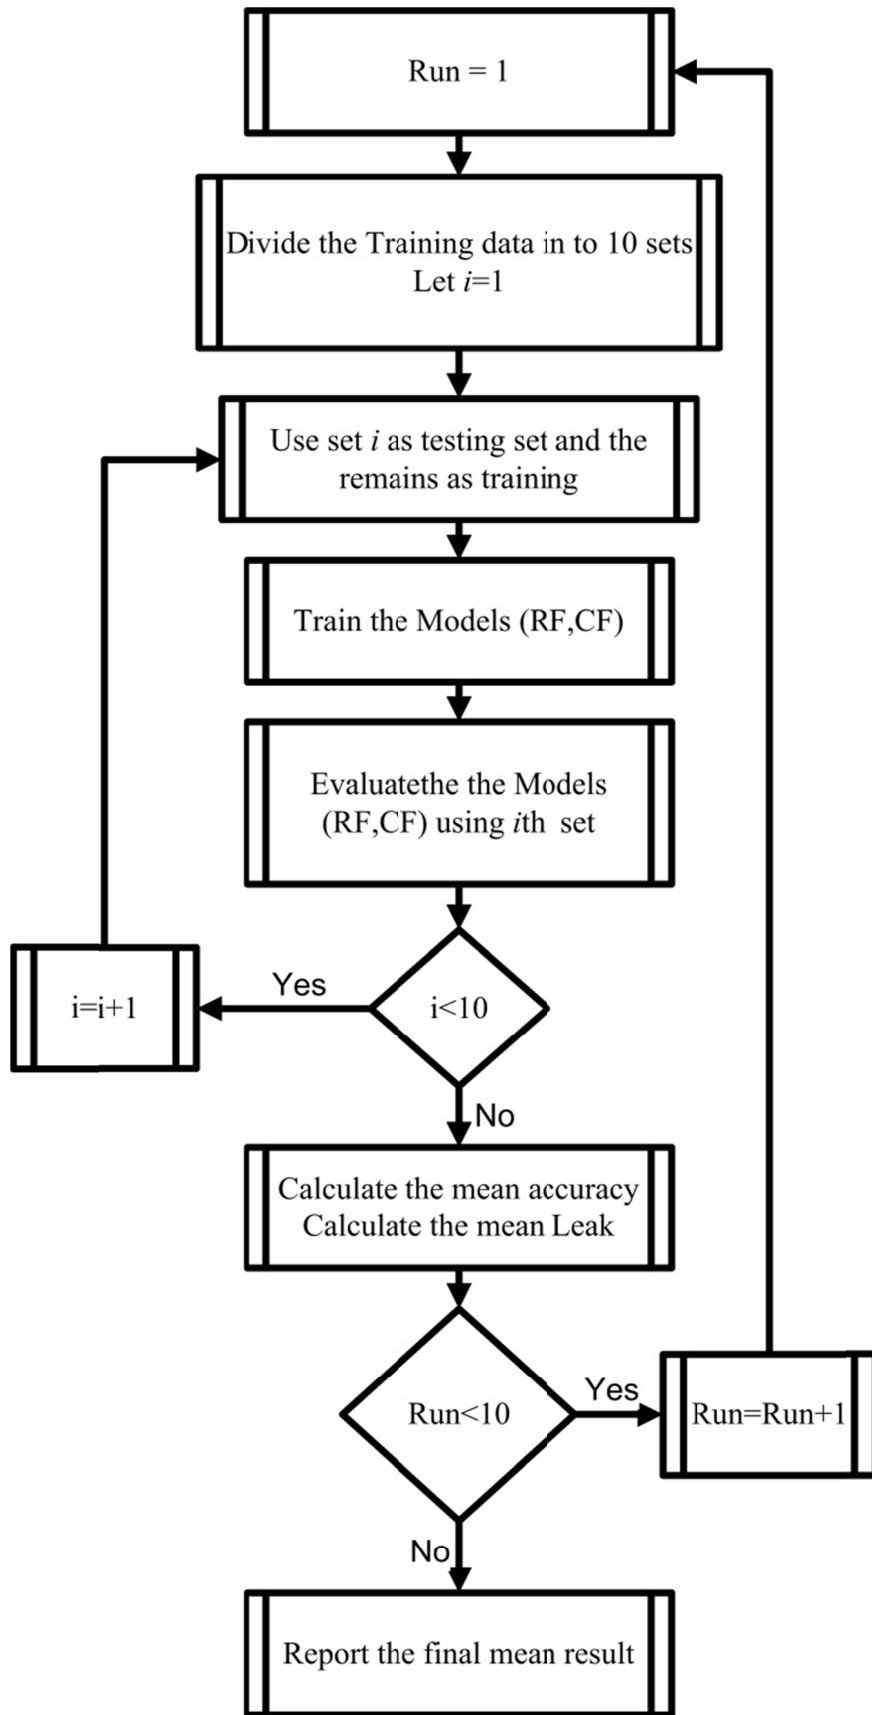 Run = 1
Divide the Training data in to 10 sets
Let i=1
Use set i as testing set and the
remains as training
Train the Models (RF,CF)
Evaluatethe the Models
(RF,CF) using ith set
i<10
Yes
i=i+1
No
Calculate the mean accuracy
Calculate the mean Leak
Run<10
Yes
Run=Run+1
No
Report the final mean result